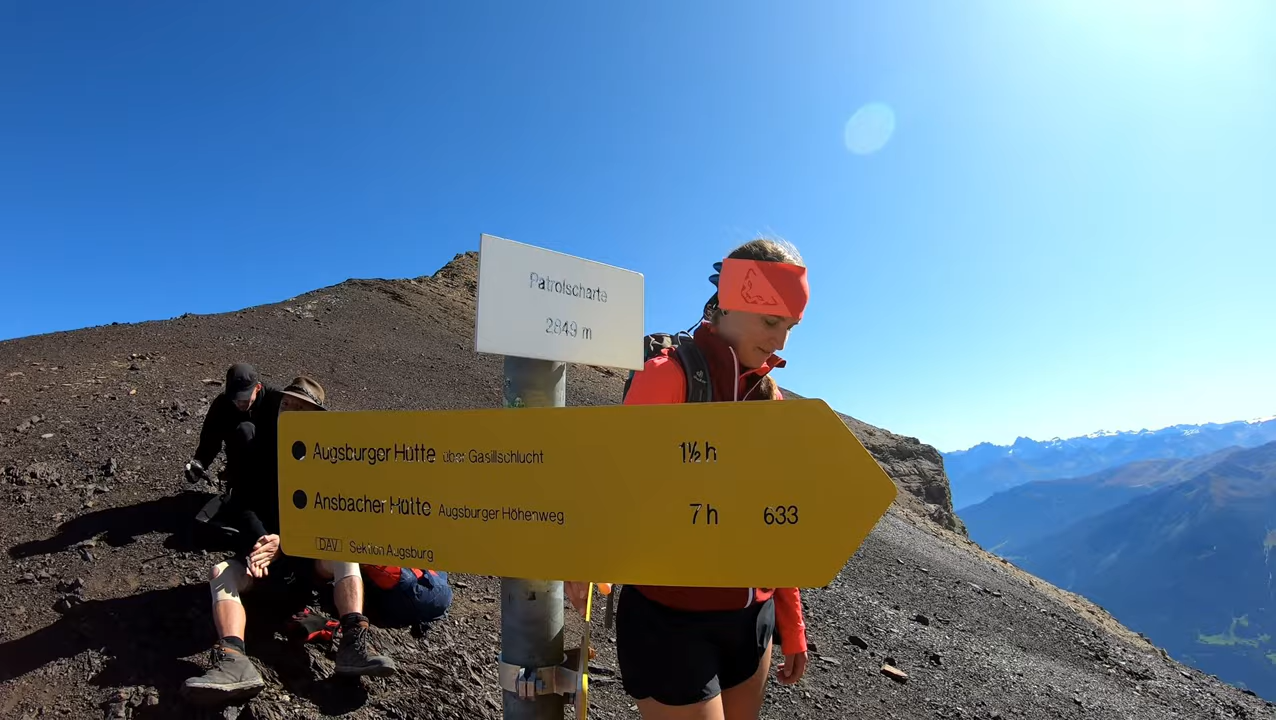 Patrolscharte
2849 m
Augsburger Hütte über Gasillschlucht 1½ h
Ansbacher Hütte Augsburger Höhenweg 7 h 633
DAV Sektion Augsburg